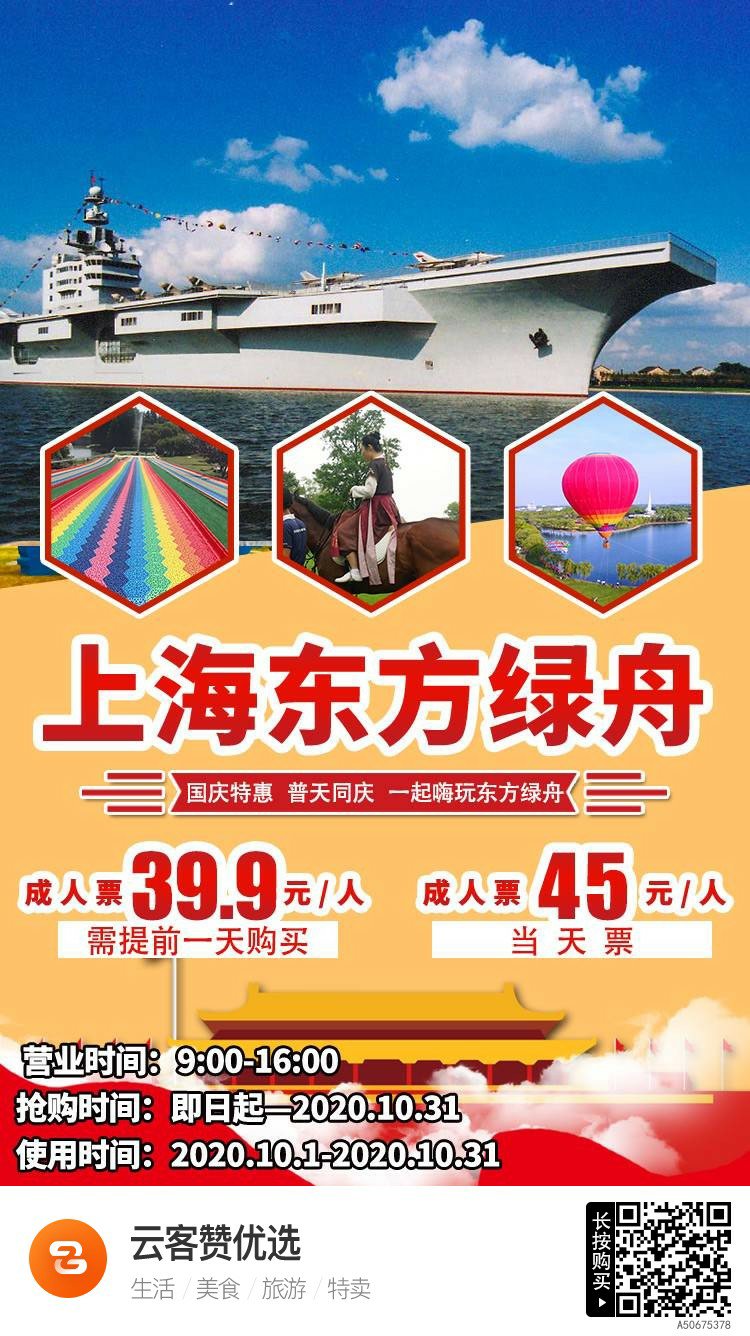 上海东方绿舟
国庆特惠 普天同庆 一起嗨玩东方绿舟
成人票39.9元/人
需提前一天购买
成人票45元/人
当天票
营业时间：9:00-16:00
抢购时间：即日起—2020.10.31
使用时间：2020.10.1-2020.10.31
云客赞优选
生活/美食/旅游/特卖
长按购买
A50675378